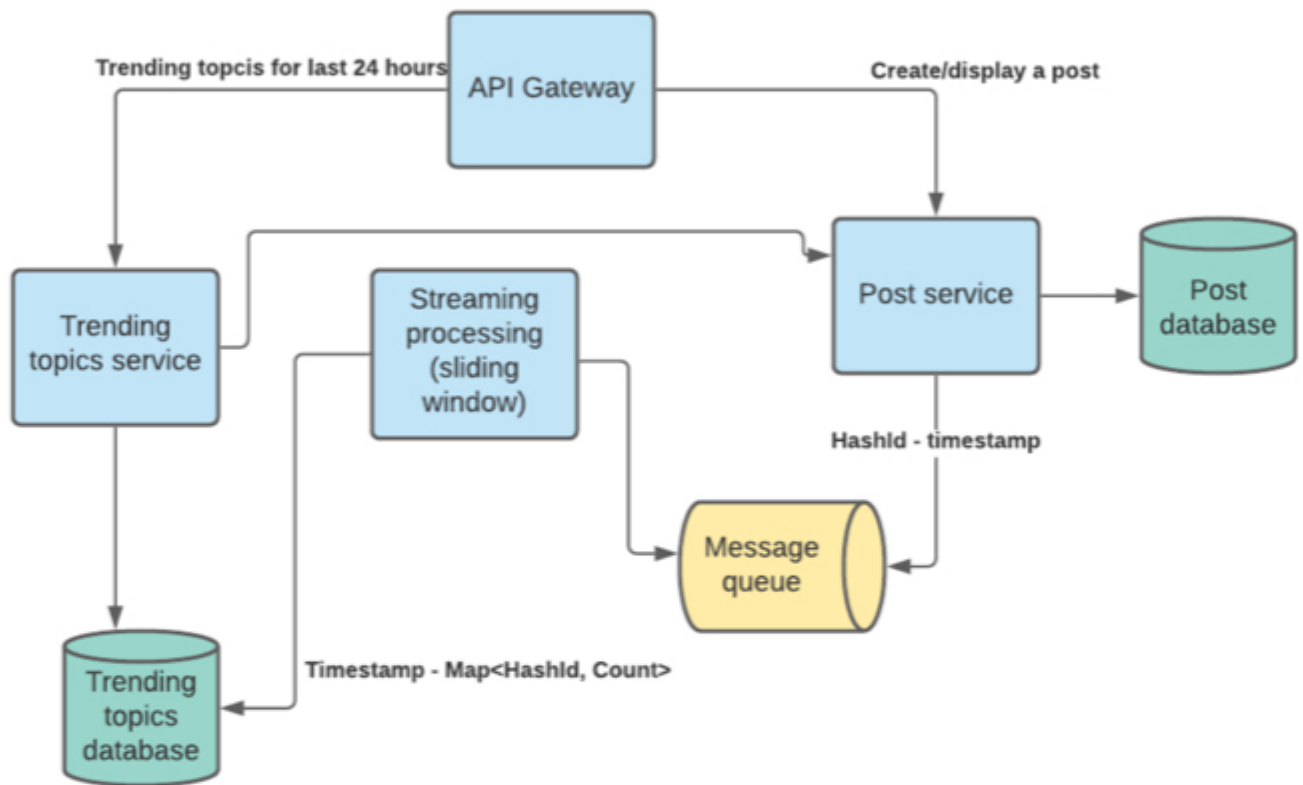 Trending topcis for last 24 hours
API Gateway
Create/display a post
Trending
topics service
Streaming
processing
(sliding
window)
Post service
Post
database
HashId - timestamp
Message
queue
Timestamp - Map<HashId, Count>
Trending
topics
database